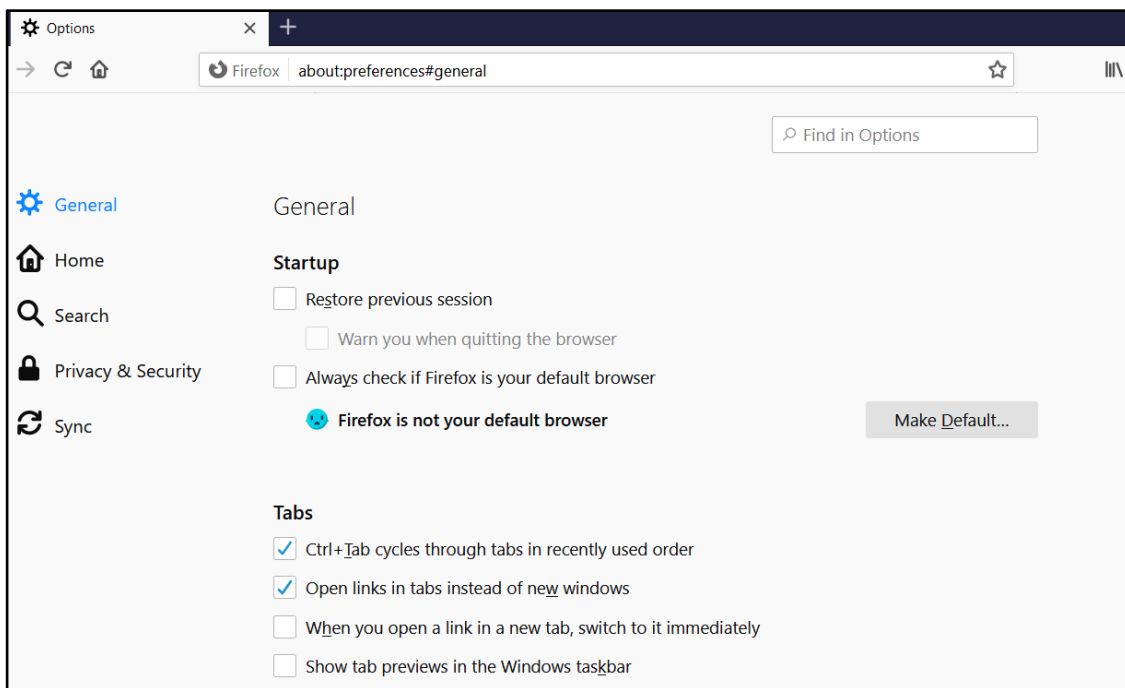 Options
Firefox about:preferences#general
Find in Options
General
Home
Search
Privacy & Security
Sync
General
Startup
Restore previous session
Warn you when quitting the browser
Always check if Firefox is your default browser
Firefox is not your default browser
Make Default...
Tabs
Ctrl+Tab cycles through tabs in recently used order
Open links in tabs instead of new windows
When you open a link in a new tab, switch to it immediately
Show tab previews in the Windows taskbar